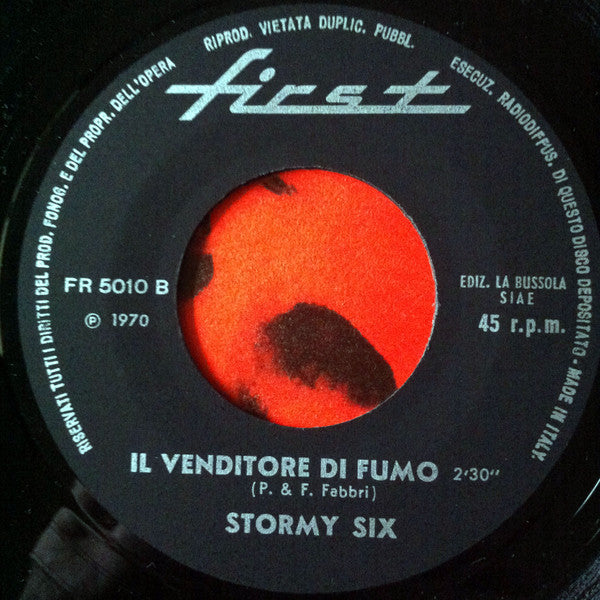 RISERVATI TUTTI I DIRITTI DEL PROD. FONOG. E DEL PROPR. DELL'OPERA RIPROD. VIETATA DUPLIC. PUBBL. ESECUZ. RADIODIFFUS. DI QUESTO DISCO DEPOSITATO - MADE IN ITALY.
first
FR 5010 B
℗ 1970
EDIZ. LA BUSSOLA
SIAE
45 r.p.m.
IL VENDITORE DI FUMO 2'30"
(P. & F. Fabbri)
STORMY SIX